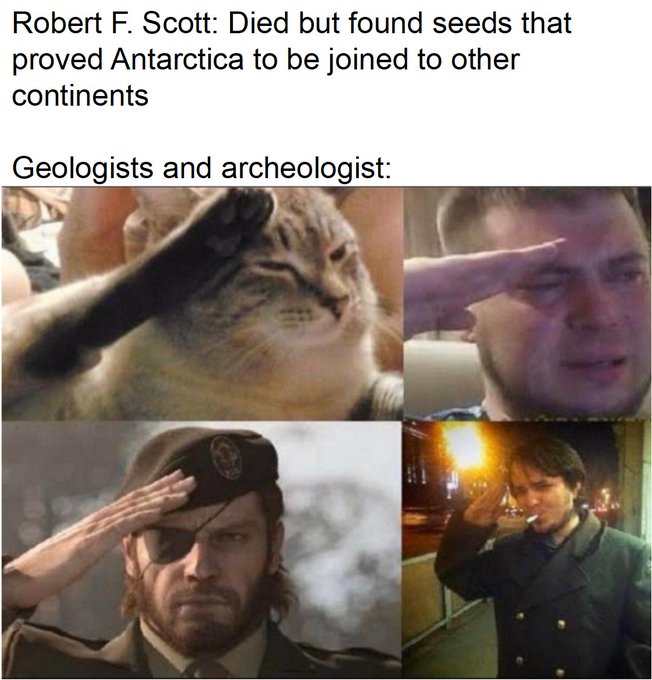 Robert F. Scott: Died but found seeds that
proved Antarctica to be joined to other
continents
Geologists and archeologist: